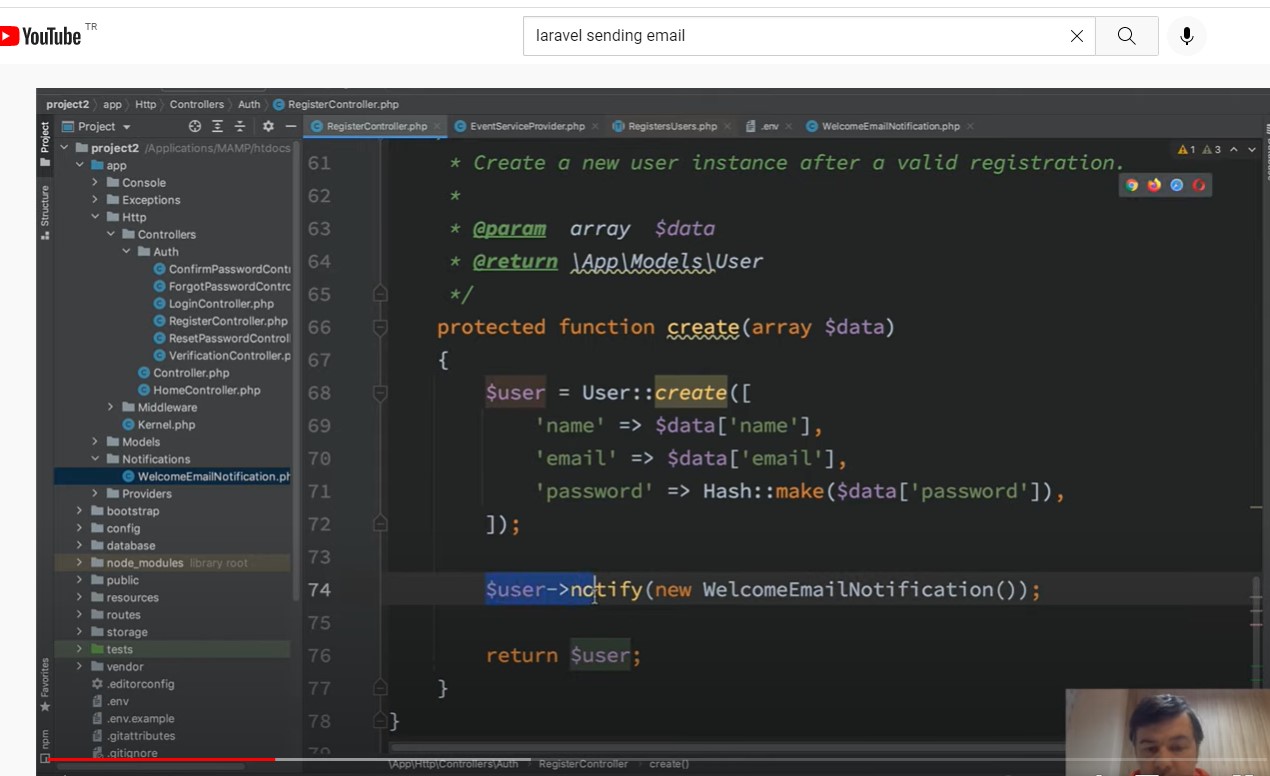 YouTube TR
laravel sending email
project2 app Http Controllers Auth RegisterController.php
Project
RegisterController.php EventServiceProvider.php RegistersUsers.php .env WelcomeEmailNotification.php
Project
Structure
Favorites
npm
project2 /Applications/MAMP/htdocs
app
Console
Exceptions
Http
Controllers
Auth
ConfirmPasswordContr
ForgotPasswordContro
LoginController.php
RegisterController.php
ResetPasswordControl
VerificationController.p
Controller.php
HomeController.php
Middleware
Kernel.php
Models
Notifications
WelcomeEmailNotification.ph
Providers
bootstrap
config
database
node_modules library root
public
resources
routes
storage
tests
vendor
.editorconfig
.env
.env.example
.gitattributes
.gitignore
1 3
61 * Create a new user instance after a valid registration.
62 *
63 * @param array $data
64 * @return \App\Models\User
65 */
66 protected function create(array $data)
67 {
68 $user = User::create([
69 'name' => $data['name'],
70 'email' => $data['email'],
71 'password' => Hash::make($data['password']),
72 ]);
73
74 $user->notify(new WelcomeEmailNotification());
75
76 return $user;
77 }
78 }
79
\App\Http\Controllers\Auth RegisterController create()